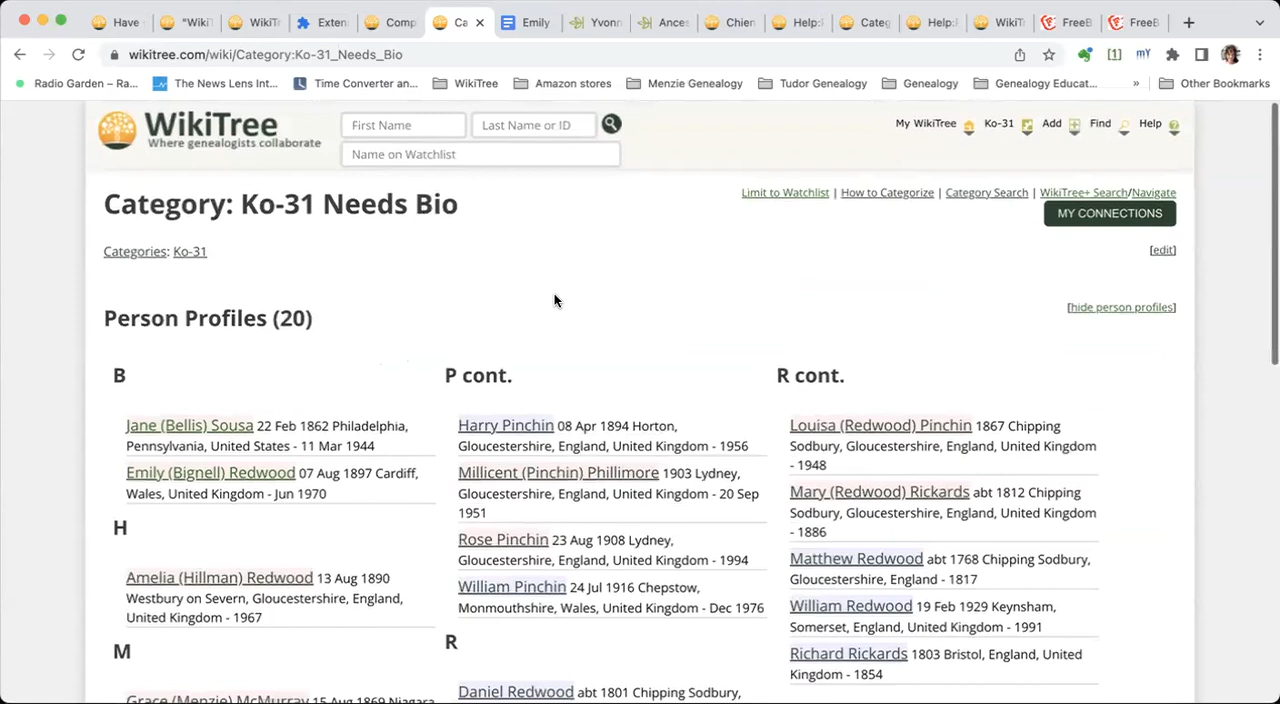 Have
"WikiT
WikiTr
Exten
Comp
Ca
Emily
Yvonn
Ances
Chien
Help:
Categ
Help:
WikiT
FreeB
FreeB
wikitree.com/wiki/Category:Ko-31_Needs_Bio
Radio Garden – Ra...
The News Lens Int...
Time Converter an...
WikiTree
Amazon stores
Menzie Genealogy
Tudor Genealogy
Genealogy
Genealogy Educat...
»
Other Bookmarks
WikiTree
Where genealogists collaborate
First Name
Last Name or ID
Name on Watchlist
My WikiTree
Ko-31
Add
Find
Help
Category: Ko-31 Needs Bio
Limit to Watchlist | How to Categorize | Category Search | WikiTree+ Search/Navigate
MY CONNECTIONS
Categories: Ko-31
[edit]
Person Profiles (20)
[hide person profiles]
B
Jane (Bellis) Sousa 22 Feb 1862 Philadelphia,
Pennsylvania, United States - 11 Mar 1944
Emily (Bignell) Redwood 07 Aug 1897 Cardiff,
Wales, United Kingdom - Jun 1970
H
Amelia (Hillman) Redwood 13 Aug 1890
Westbury on Severn, Gloucestershire, England,
United Kingdom - 1967
M
Grace (Menzie) McMurray 15 Aug 1869 Niagara
P cont.
Harry Pinchin 08 Apr 1894 Horton,
Gloucestershire, England, United Kingdom - 1956
Millicent (Pinchin) Phillimore 1903 Lydney,
Gloucestershire, England, United Kingdom - 20 Sep
1951
Rose Pinchin 23 Aug 1908 Lydney,
Gloucestershire, England, United Kingdom - 1994
William Pinchin 24 Jul 1916 Chepstow,
Monmouthshire, Wales, United Kingdom - Dec 1976
R
Daniel Redwood abt 1801 Chipping Sodbury,
R cont.
Louisa (Redwood) Pinchin 1867 Chipping
Sodbury, Gloucestershire, England, United Kingdom
- 1948
Mary (Redwood) Rickards abt 1812 Chipping
Sodbury, Gloucestershire, England, United Kingdom
- 1886
Matthew Redwood abt 1768 Chipping Sodbury,
Gloucestershire, England - 1817
William Redwood 19 Feb 1929 Keynsham,
Somerset, England, United Kingdom - 1991
Richard Rickards 1803 Bristol, England, United
Kingdom - 1854